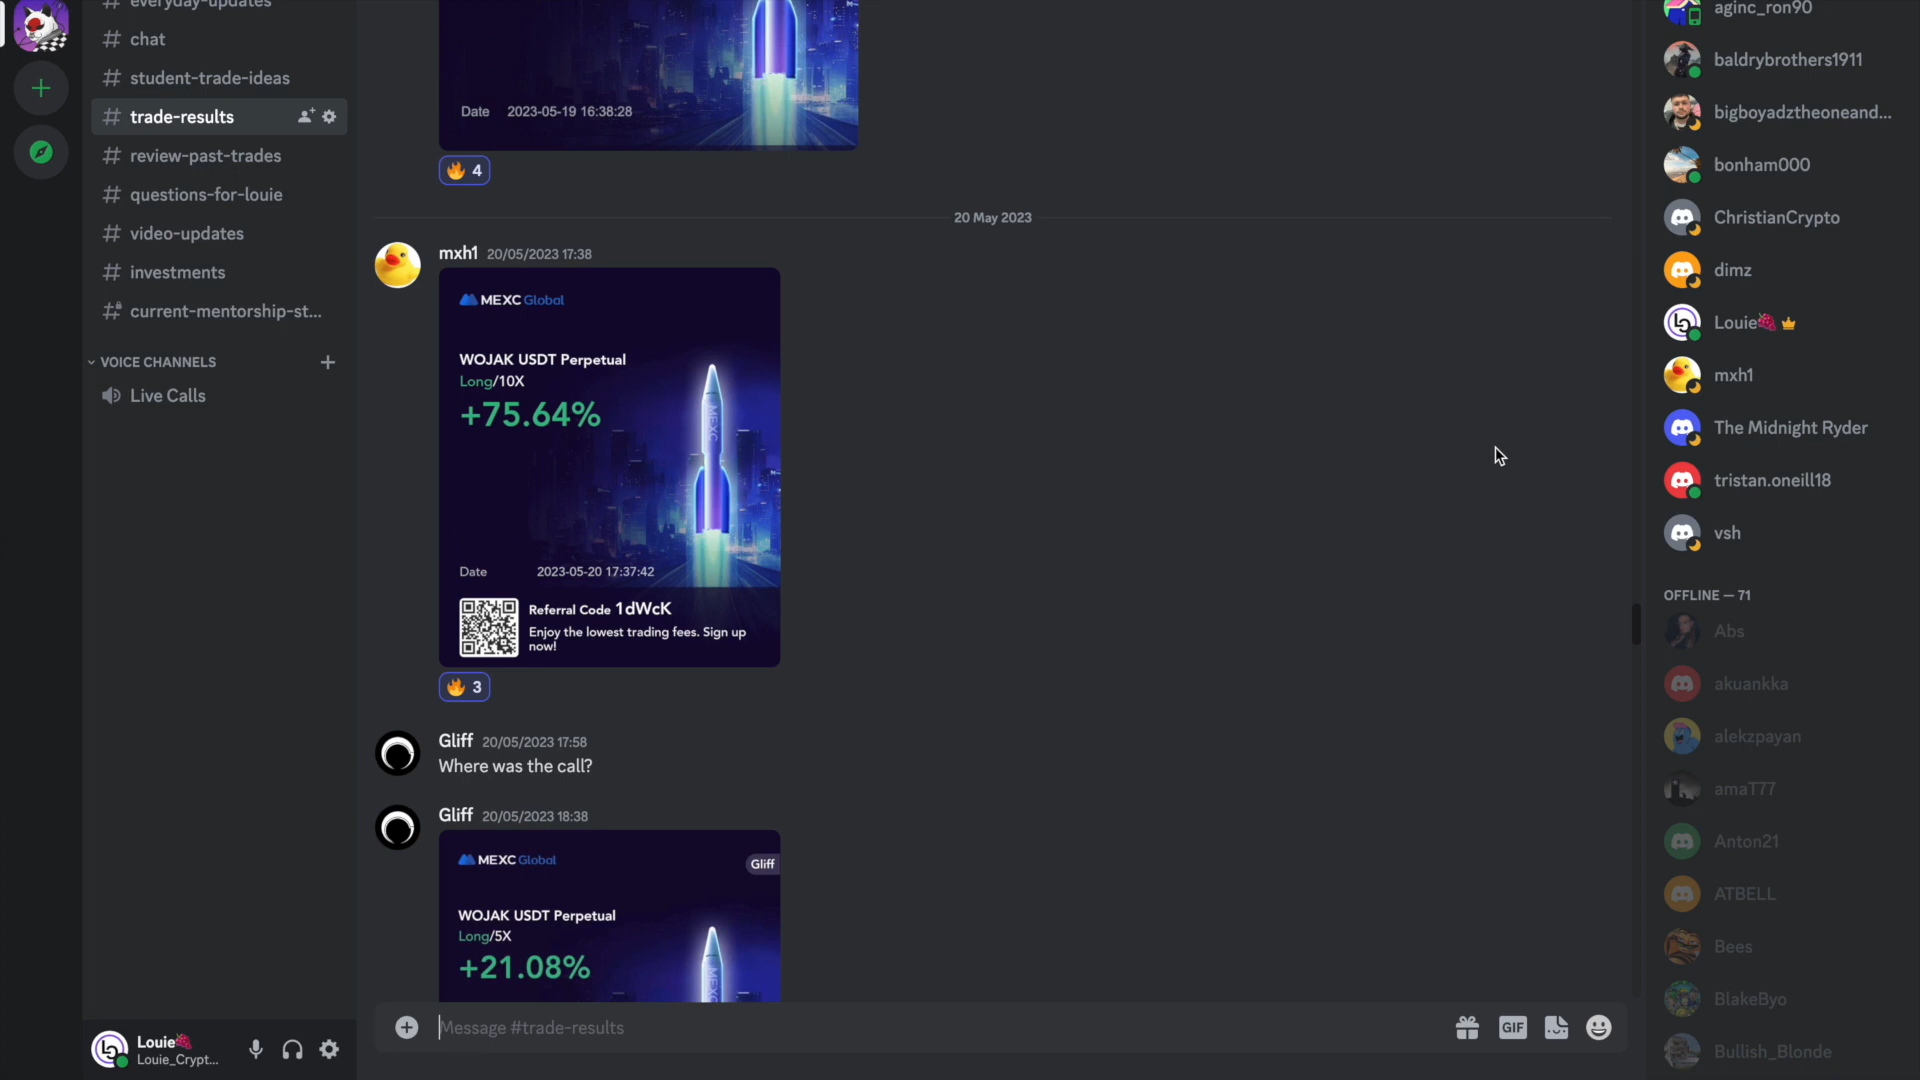 everyday-updates
chat
student-trade-ideas
trade-results
review-past-trades
questions-for-louie
video-updates
investments
current-mentorship-st...
VOICE CHANNELS
Live Calls
Louie
Louie_Crypt...
Date 2023-05-19 16:38:28
4
20 May 2023
mxh1 20/05/2023 17:38
MEXC Global
WOJAK USDT Perpetual
Long/10X
+75.64%
MEXC
Date 2023-05-20 17:37:42
Referral Code 1dWcK
Enjoy the lowest trading fees. Sign up
now!
3
Gliff 20/05/2023 17:58
Where was the call?
Gliff 20/05/2023 18:38
MEXC Global
Gliff
WOJAK USDT Perpetual
Long/5X
+21.08%
MEXC
Message #trade-results
GIF
aginc_ron90
baldrybrothers1911
bigboyadztheoneand...
bonham000
ChristianCrypto
dimz
Louie
mxh1
The Midnight Ryder
tristan.oneill18
vsh
OFFLINE — 71
Abs
akuankka
alekzpayan
amaT77
Anton21
ATBELL
Bees
BlakeByo
Bullish_Blonde